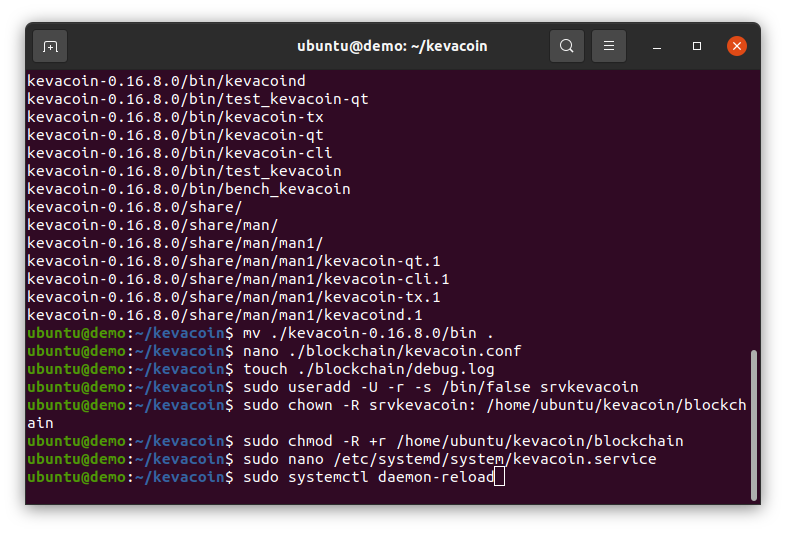 ubuntu@demo: ~/kevacoin
kevacoin-0.16.8.0/bin/kevacoind
kevacoin-0.16.8.0/bin/test_kevacoin-qt
kevacoin-0.16.8.0/bin/kevacoin-tx
kevacoin-0.16.8.0/bin/kevacoin-qt
kevacoin-0.16.8.0/bin/kevacoin-cli
kevacoin-0.16.8.0/bin/test_kevacoin
kevacoin-0.16.8.0/bin/bench_kevacoin
kevacoin-0.16.8.0/share/
kevacoin-0.16.8.0/share/man/
kevacoin-0.16.8.0/share/man/man1/
kevacoin-0.16.8.0/share/man/man1/kevacoin-qt.1
kevacoin-0.16.8.0/share/man/man1/kevacoin-cli.1
kevacoin-0.16.8.0/share/man/man1/kevacoin-tx.1
kevacoin-0.16.8.0/share/man/man1/kevacoind.1
ubuntu@demo:~/kevacoin$ mv ./kevacoin-0.16.8.0/bin .
ubuntu@demo:~/kevacoin$ nano ./blockchain/kevacoin.conf
ubuntu@demo:~/kevacoin$ touch ./blockchain/debug.log
ubuntu@demo:~/kevacoin$ sudo useradd -U -r -s /bin/false srvkevacoin
ubuntu@demo:~/kevacoin$ sudo chown -R srvkevacoin: /home/ubuntu/kevacoin/blockch
ain
ubuntu@demo:~/kevacoin$ sudo chmod -R +r /home/ubuntu/kevacoin/blockchain
ubuntu@demo:~/kevacoin$ sudo nano /etc/systemd/system/kevacoin.service
ubuntu@demo:~/kevacoin$ sudo systemctl daemon-reload